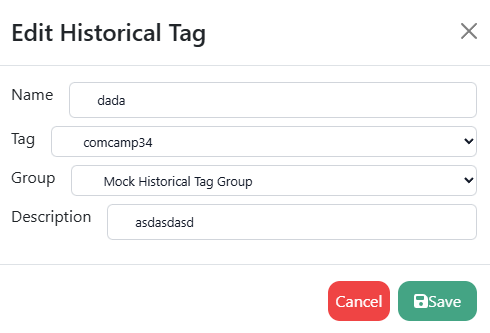 Edit Historical Tag
Name dada
Tag comcamp34
Group Mock Historical Tag Group
Description asdasdasd
Cancel Save